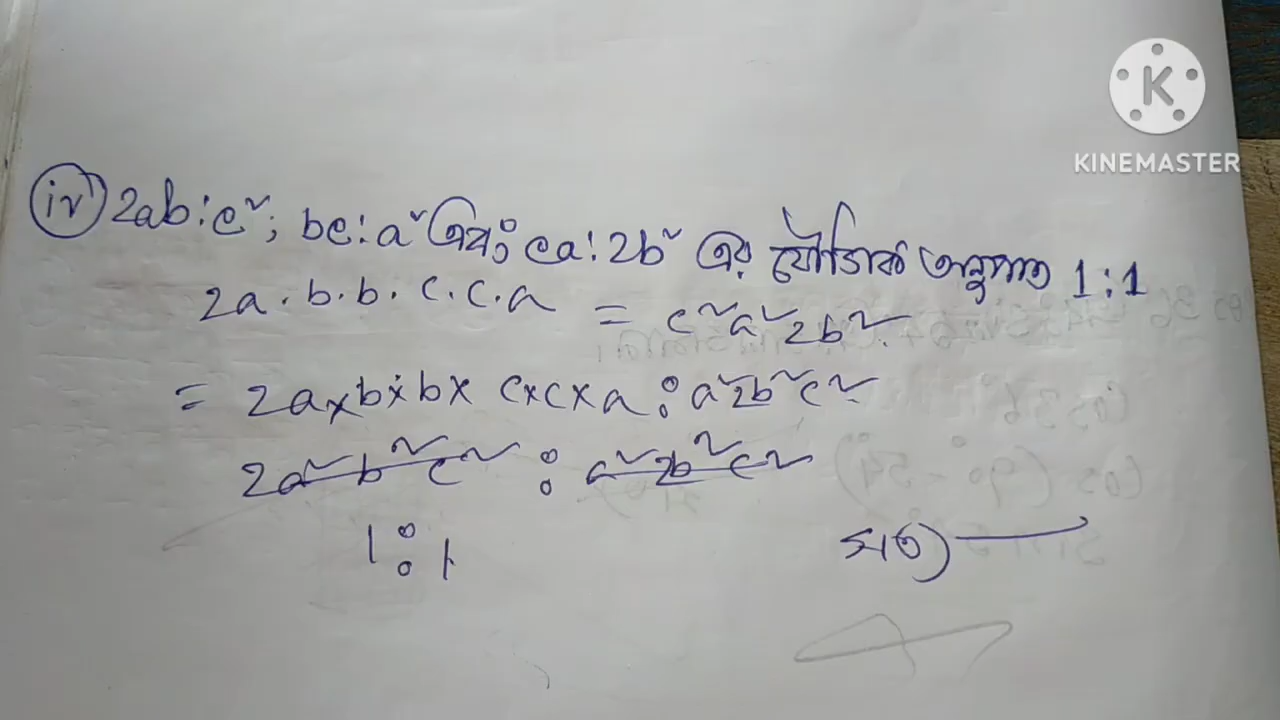 K
KINEMASTER
iv) 2ab:c²; bc:a² এবং ca:2b² এর যৌগিক অনুপাত 1:1
2a.b.b.c.c.a = c²a²2b².
= 2a×b×b× c×c×a : a²2b²c²
2a²b²c² : a²2b²c²
1:1
সত্য